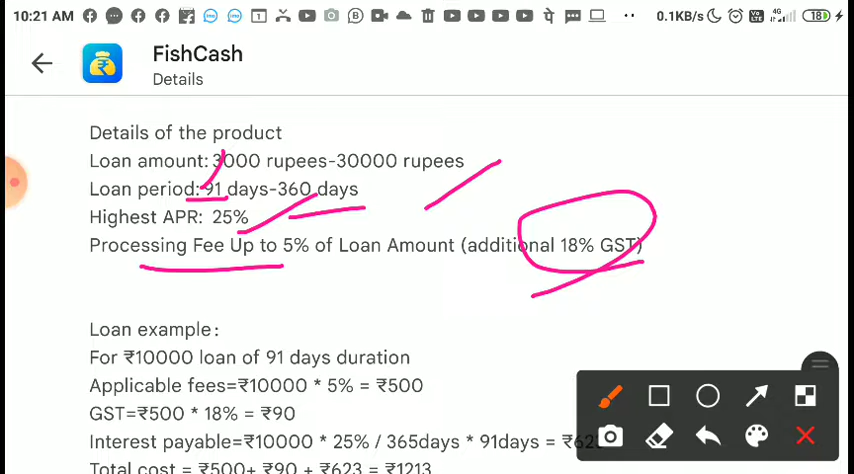 10:21 AM 0.1KB/s 4G 18
FishCash
Details
Details of the product
Loan amount: 3000 rupees-30000 rupees
Loan period: 91 days-360 days
Highest APR: 25%
Processing Fee Up to 5% of Loan Amount (additional 18% GST)
Loan example:
For ₹10000 loan of 91 days duration
Applicable fees=₹10000 * 5% = ₹500
GST=₹500 * 18% = ₹90
Interest payable=₹10000 * 25% / 365days * 91days = ₹623
Total cost = ₹500+ ₹90 + ₹623 = ₹1213